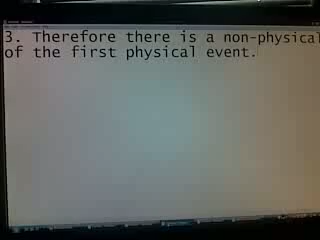 3. Therefore there is a non-physical
of the first physical event.